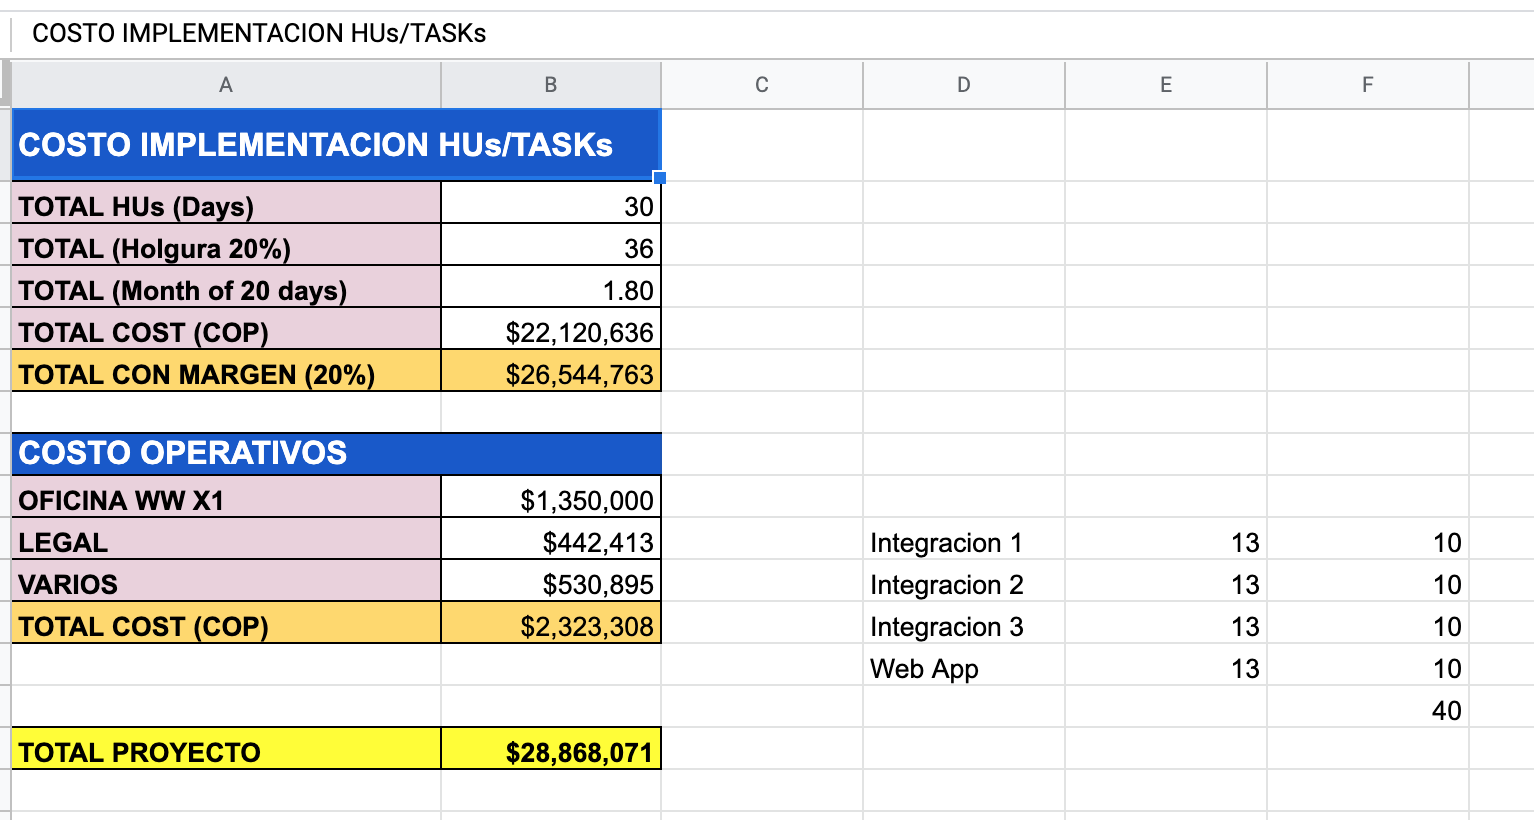 COSTO IMPLEMENTACION HUs/TASKs
A B C D E F
COSTO IMPLEMENTACION HUs/TASKs
TOTAL HUs (Days) 30
TOTAL (Holgura 20%) 36
TOTAL (Month of 20 days) 1.80
TOTAL COST (COP) $22,120,636
TOTAL CON MARGEN (20%) $26,544,763
COSTO OPERATIVOS
OFICINA WW X1 $1,350,000
LEGAL $442,413 Integracion 1 13 10
VARIOS $530,895 Integracion 2 13 10
TOTAL COST (COP) $2,323,308 Integracion 3 13 10
Web App 13 10
40
TOTAL PROYECTO $28,868,071